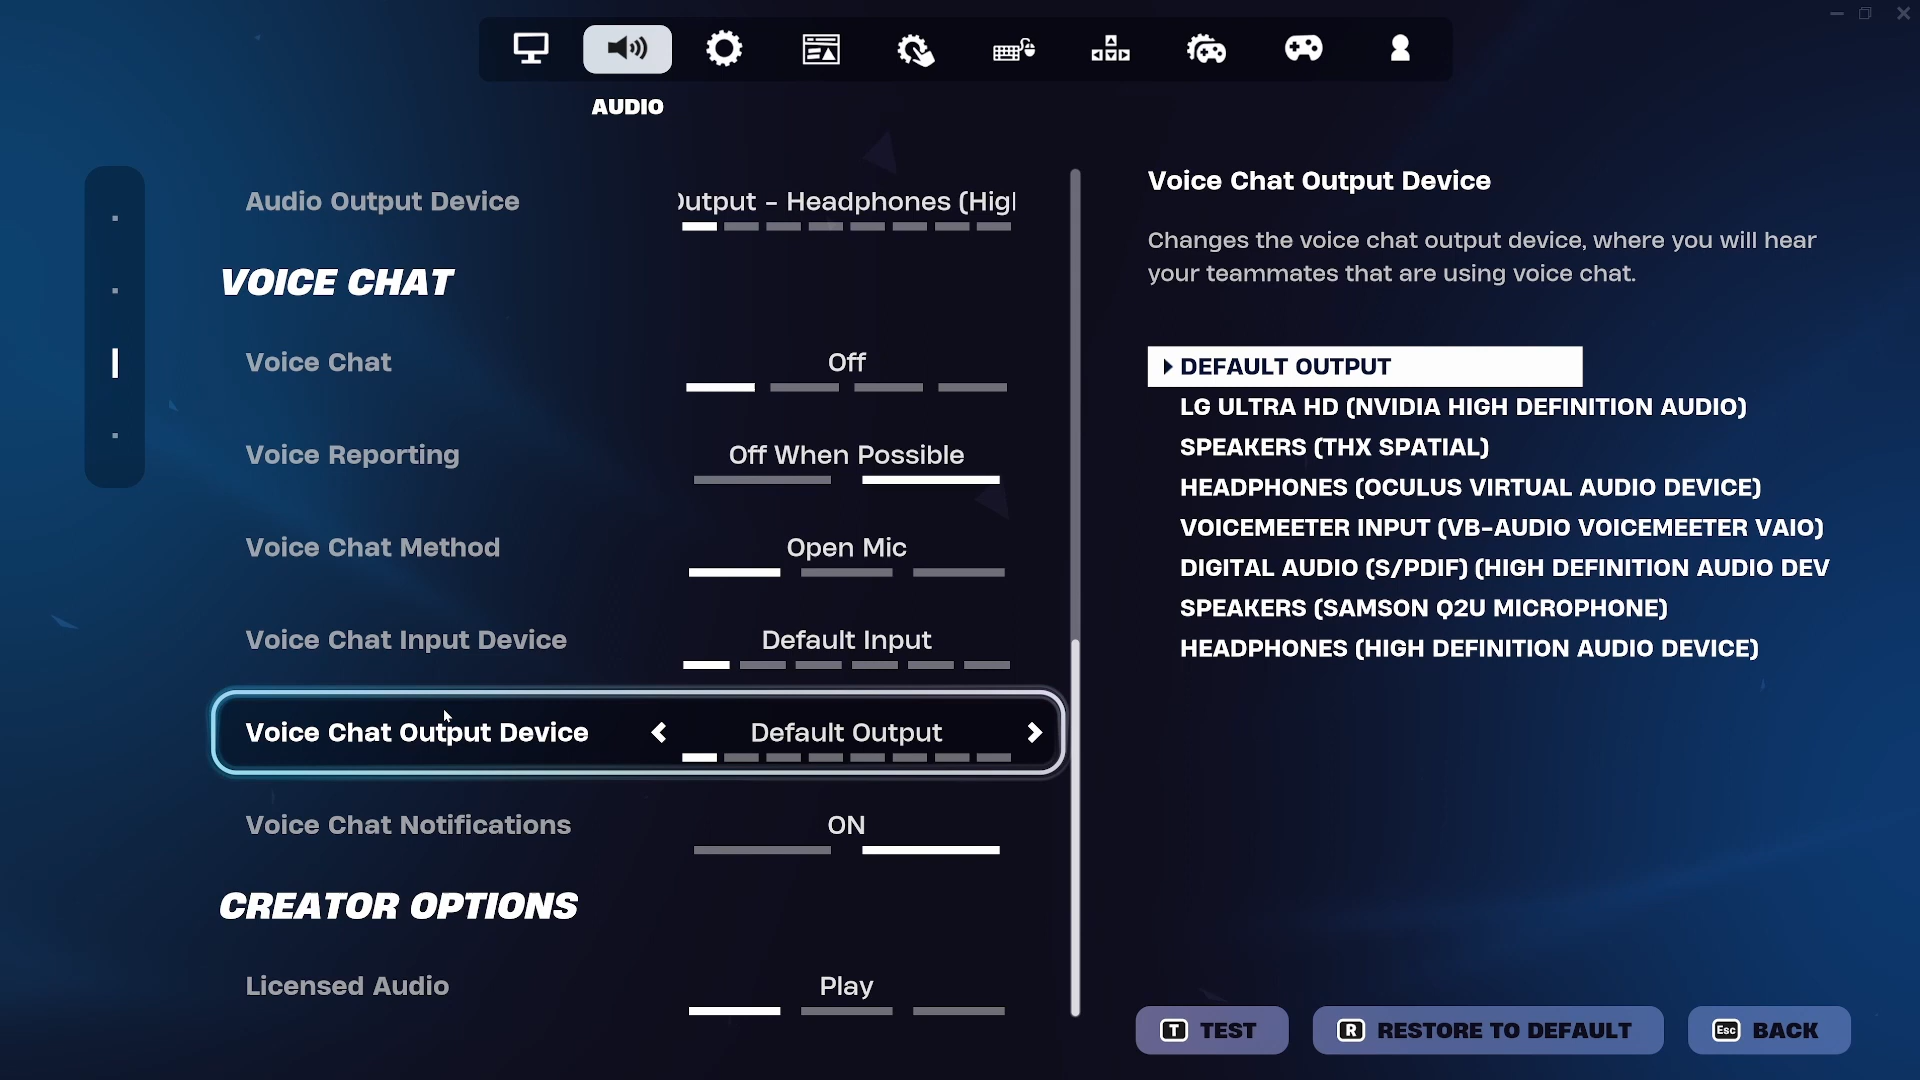 AUDIO
Audio Output Device
Output - Headphones (High
VOICE CHAT
Voice Chat
Off
Voice Reporting
Off When Possible
Voice Chat Method
Open Mic
Voice Chat Input Device
Default Input
Voice Chat Output Device
Default Output
Voice Chat Notifications
ON
CREATOR OPTIONS
Licensed Audio
Play
Voice Chat Output Device
Changes the voice chat output device, where you will hear
your teammates that are using voice chat.
DEFAULT OUTPUT
LG ULTRA HD (NVIDIA HIGH DEFINITION AUDIO)
SPEAKERS (THX SPATIAL)
HEADPHONES (OCULUS VIRTUAL AUDIO DEVICE)
VOICEMEETER INPUT (VB-AUDIO VOICEMEETER VAIO)
DIGITAL AUDIO (S/PDIF) (HIGH DEFINITION AUDIO DEV
SPEAKERS (SAMSON Q2U MICROPHONE)
HEADPHONES (HIGH DEFINITION AUDIO DEVICE)
T TEST
R RESTORE TO DEFAULT
Esc BACK